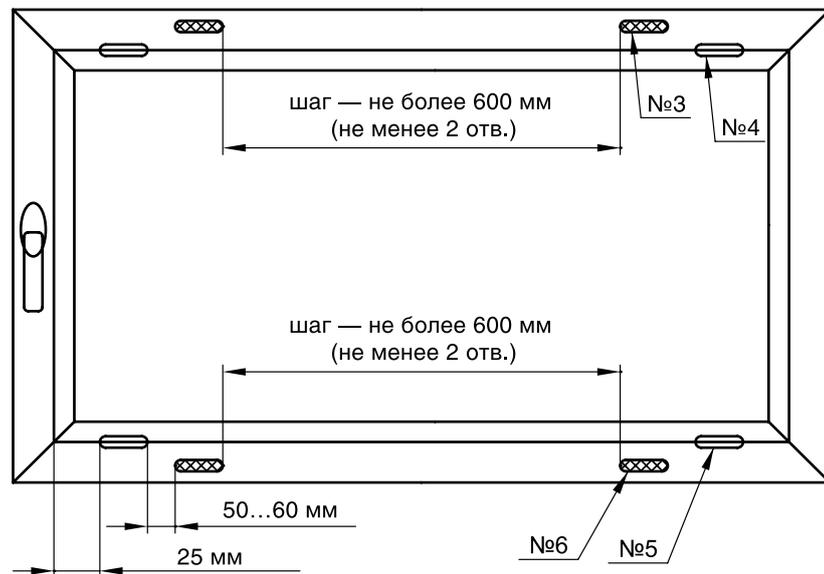 шаг — не более 600 мм
(не менее 2 отв.)
№3
№4
шаг — не более 600 мм
(не менее 2 отв.)
50...60 мм
25 мм
№6
№5